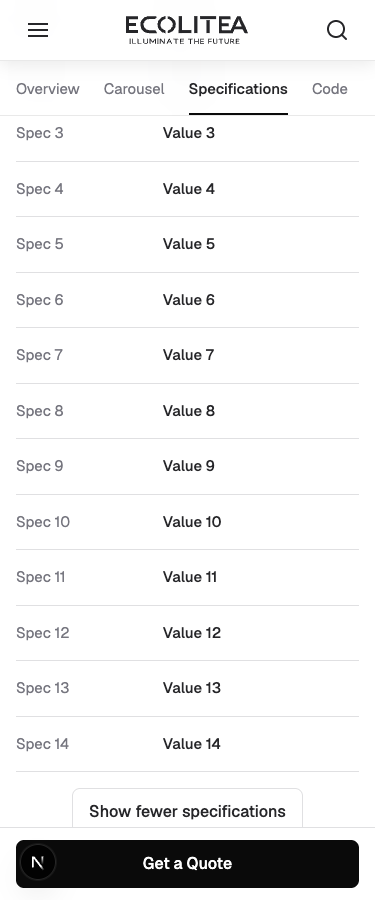 ECOLITEA
ILLUMINATE THE FUTURE
Overview Carousel Specifications Code
Spec 3 Value 3
Spec 4 Value 4
Spec 5 Value 5
Spec 6 Value 6
Spec 7 Value 7
Spec 8 Value 8
Spec 9 Value 9
Spec 10 Value 10
Spec 11 Value 11
Spec 12 Value 12
Spec 13 Value 13
Spec 14 Value 14
Show fewer specifications
N Get a Quote